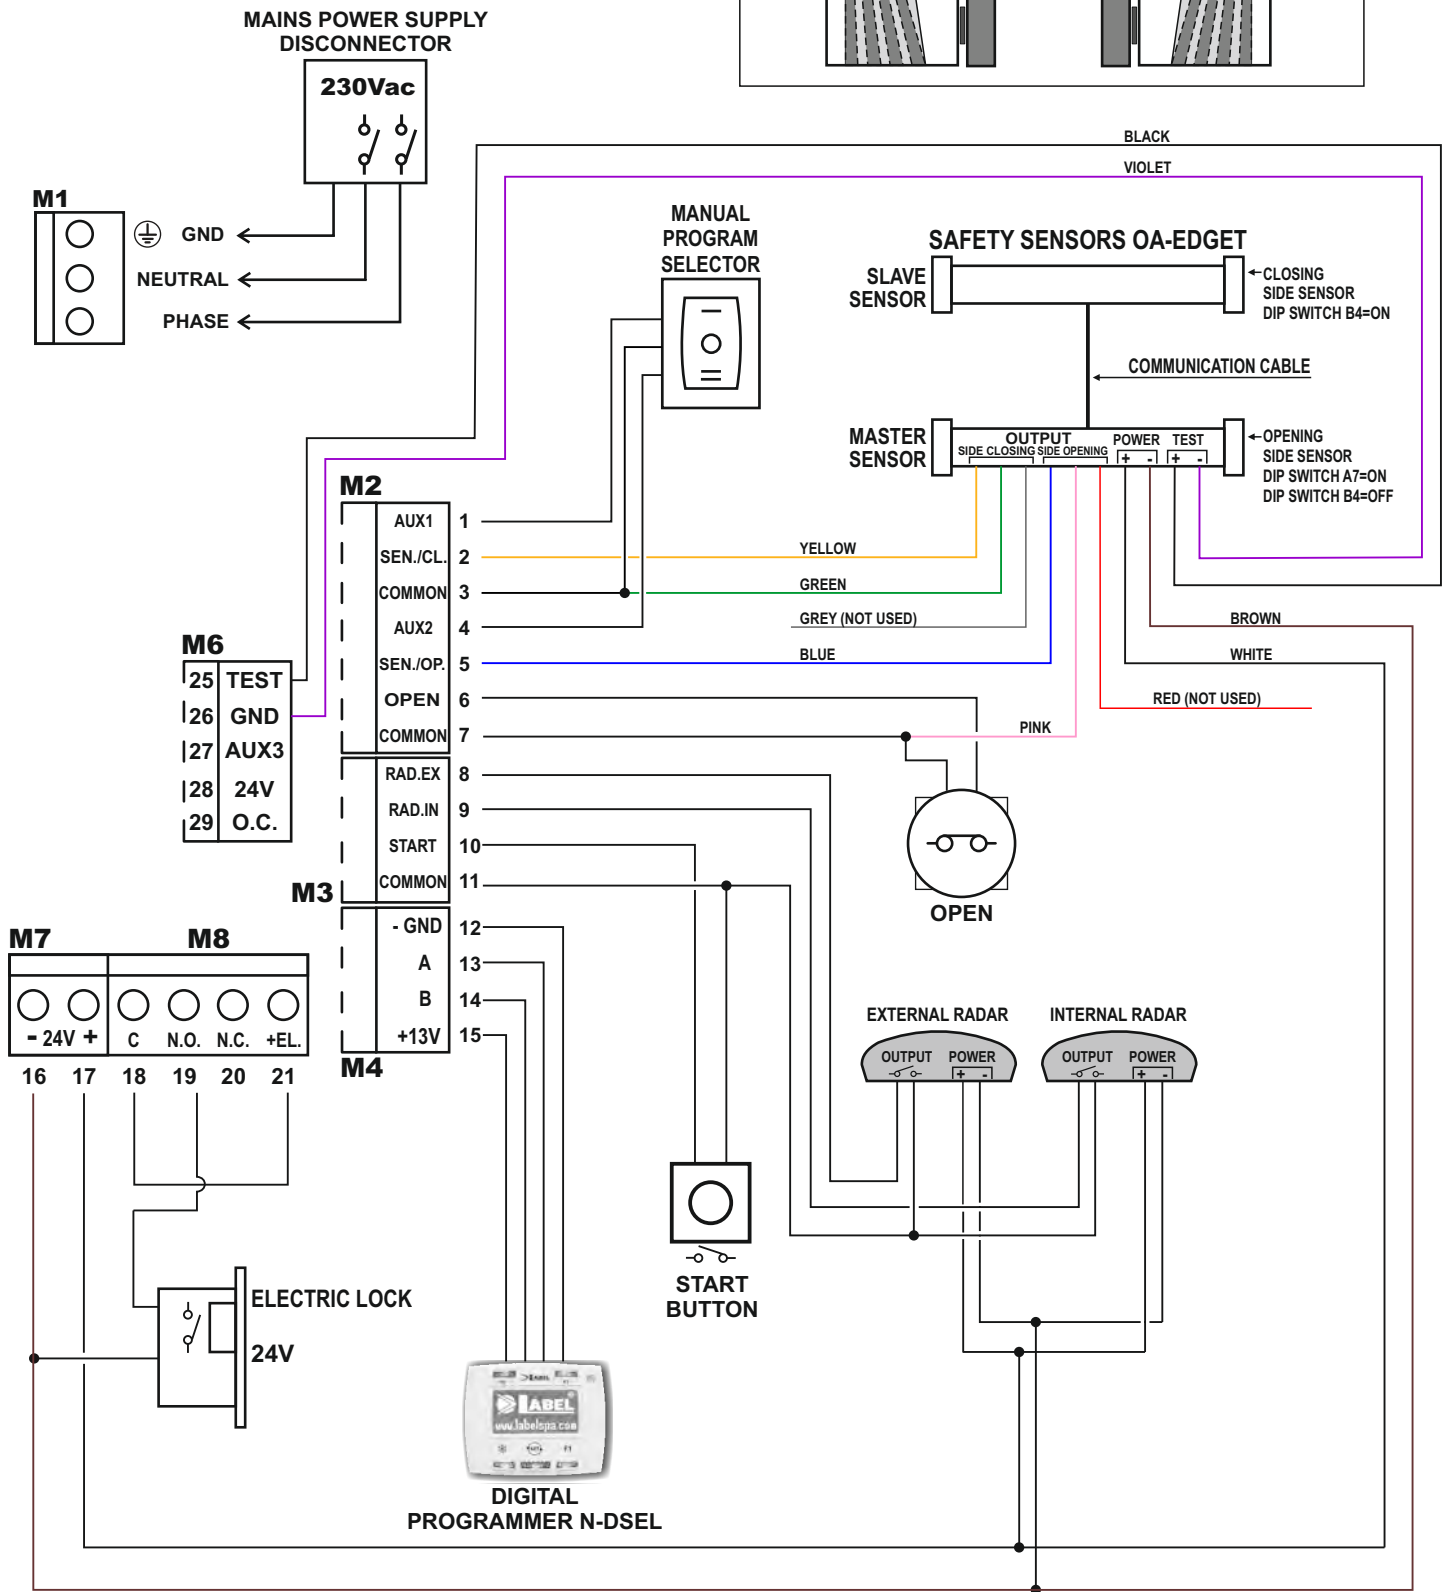 MAINS POWER SUPPLY
DISCONNECTOR
230Vac
M1
GND
NEUTRAL
PHASE
BLACK
VIOLET
MANUAL
PROGRAM
SELECTOR
SAFETY SENSORS OA-EDGET
SLAVE
SENSOR
CLOSING
SIDE SENSOR
DIP SWITCH B4=ON
COMMUNICATION CABLE
MASTER
SENSOR
OUTPUT
SIDE CLOSING SIDE OPENING
POWER
+ -
TEST
+ -
OPENING
SIDE SENSOR
DIP SWITCH A7=ON
DIP SWITCH B4=OFF
M2
AUX1 1
SEN./CL. 2
COMMON 3
AUX2 4
SEN./OP. 5
OPEN 6
COMMON 7
RAD.EX 8
RAD.IN 9
START 10
COMMON 11
M3
- GND 12
A 13
B 14
+13V 15
M4
YELLOW
GREEN
GREY (NOT USED)
BLUE
BROWN
WHITE
RED (NOT USED)
PINK
M6
25 TEST
26 GND
27 AUX3
28 24V
29 O.C.
OPEN
M7 M8
- 24V + C N.O. N.C. +EL.
16 17 18 19 20 21
EXTERNAL RADAR
OUTPUT POWER
+ -
INTERNAL RADAR
OUTPUT POWER
+ -
START
BUTTON
ELECTRIC LOCK
24V
LABEL
LABEL
www.labelspa.com
F1
DIGITAL
PROGRAMMER N-DSEL